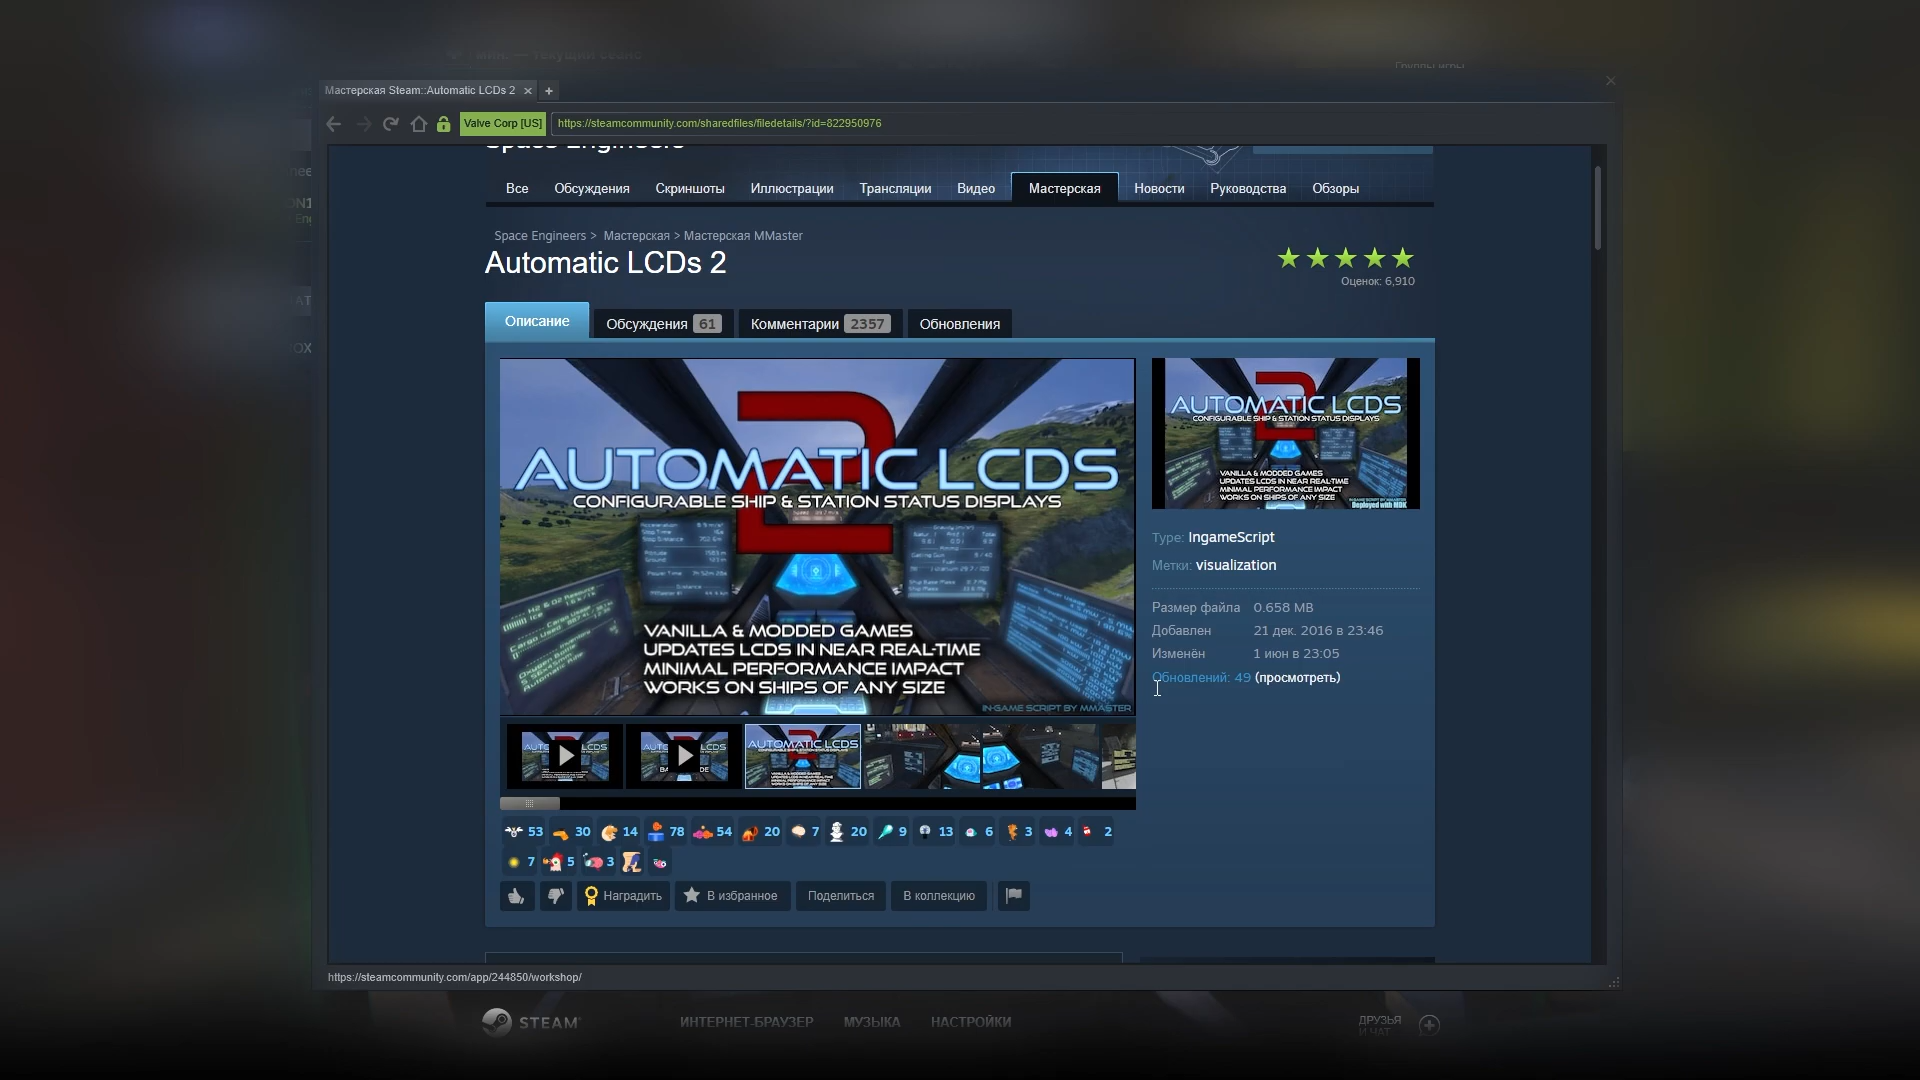 Мастерская Steam::Automatic LCDs 2
Valve Corp [US]
https://steamcommunity.com/sharedfiles/filedetails/?id=822950976
Space Engineers
Все Обсуждения Скриншоты Иллюстрации Трансляции Видео Мастерская Новости Руководства Обзоры
Space Engineers > Мастерская > Мастерская MMaster
Automatic LCDs 2
Оценок: 6,910
Описание Обсуждения 61 Комментарии 2357 Обновления
2
AUTOMATIC LCDS
CONFIGURABLE SHIP & STATION STATUS DISPLAYS
VANILLA & MODDED GAMES
UPDATES LCDS IN NEAR REAL-TIME
MINIMAL PERFORMANCE IMPACT
WORKS ON SHIPS OF ANY SIZE
IN-GAME SCRIPT BY MMASTER
2
AUTOMATIC LCDS
CONFIGURABLE SHIP & STATION STATUS DISPLAYS
VANILLA & MODDED GAMES
UPDATES LCDS IN NEAR REAL-TIME
MINIMAL PERFORMANCE IMPACT
WORKS ON SHIPS OF ANY SIZE
Deployed with MDK
Type: IngameScript
Метки: visualization
Размер файла 0.658 MB
Добавлен 21 дек. 2016 в 23:46
Изменён 1 июн в 23:05
Обновлений: 49 (просмотреть)
AUTOMATIC LCDS
53 30 14 78 54 20 7 20 9 13 6 3 4 2
7 5 3
Наградить В избранное Поделиться В коллекцию
https://steamcommunity.com/app/244850/workshop/
STEAM
ИНТЕРНЕТ-БРАУЗЕР МУЗЫКА НАСТРОЙКИ
ДРУЗЬЯ
И ЧАТ